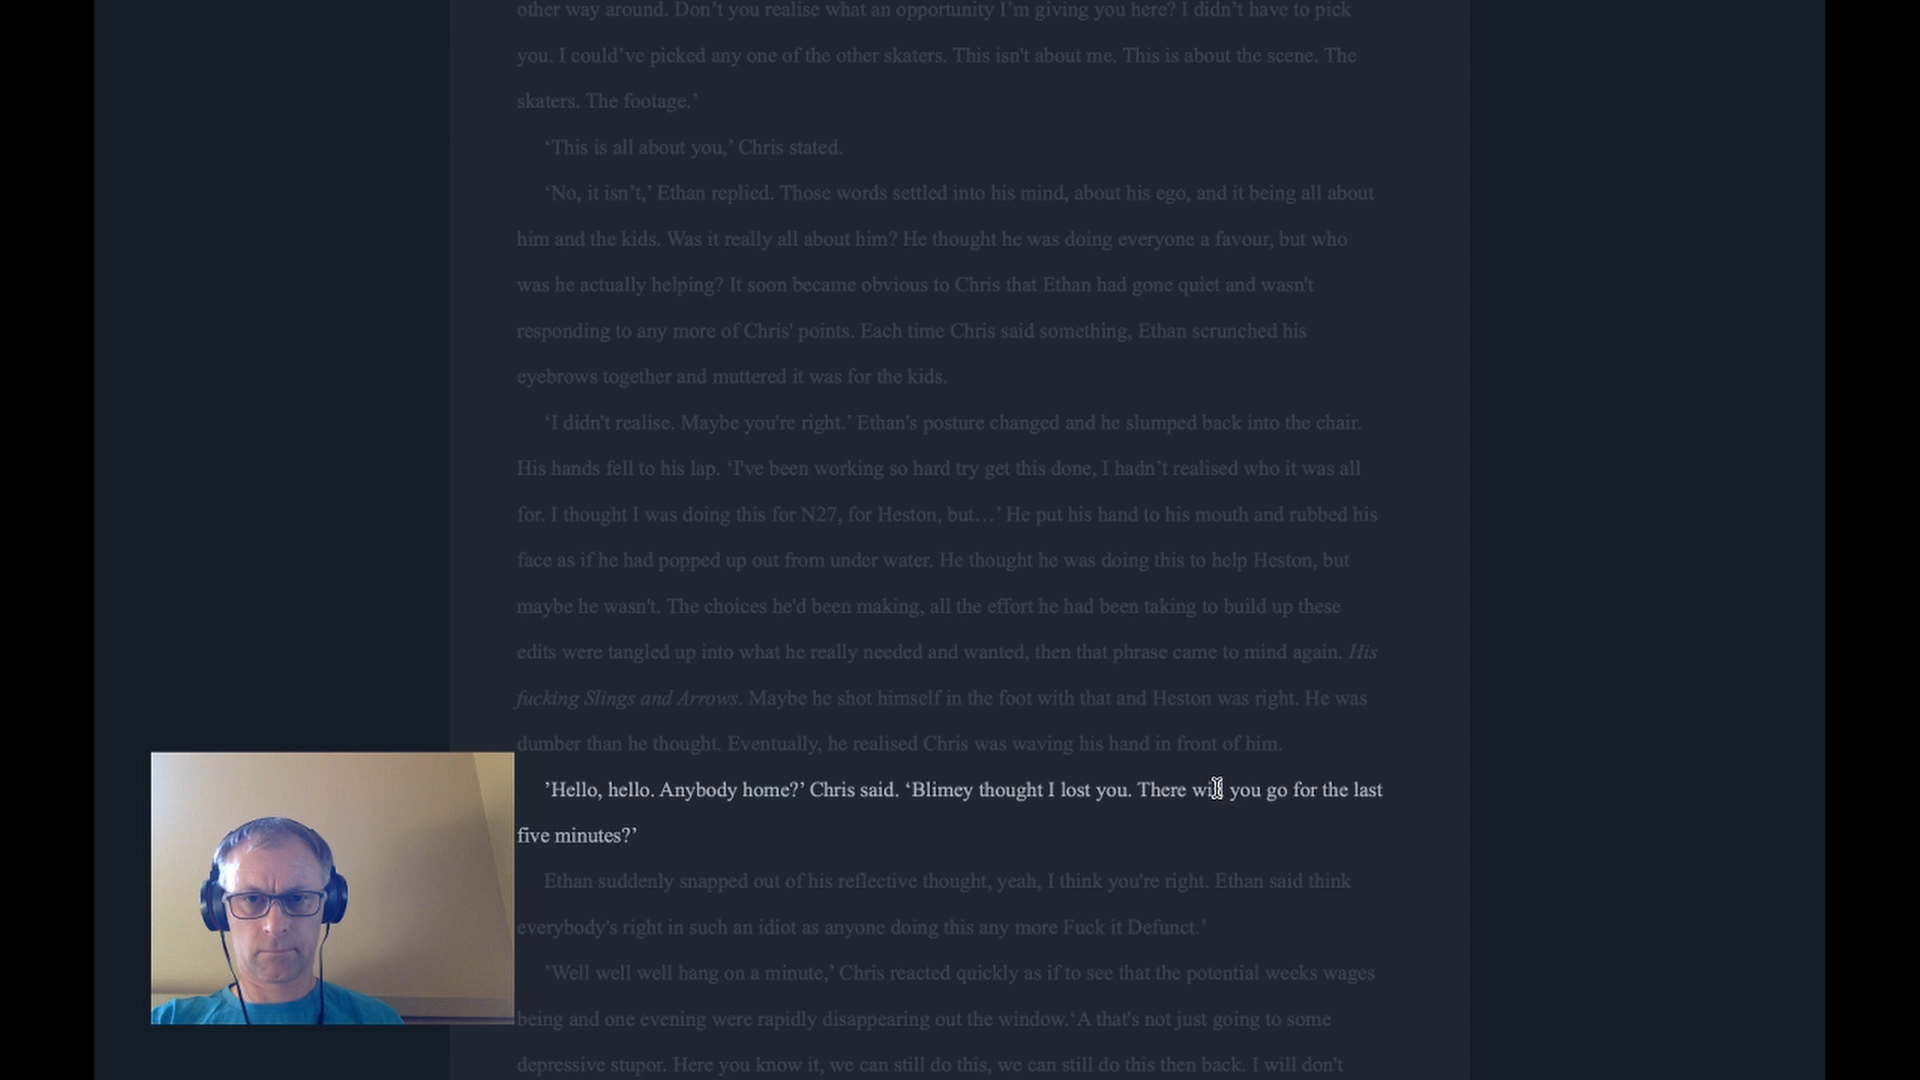 other way around. Don’t you realise what an opportunity I’m giving you here? I didn’t have to pick
you. I could’ve picked any one of the other skaters. This isn't about me. This is about the scene. The
skaters. The footage.’
‘This is all about you,’ Chris stated.
‘No, it isn’t,’ Ethan replied. Those words settled into his mind, about his ego, and it being all about
him and the kids. Was it really all about him? He thought he was doing everyone a favour, but who
was he actually helping? It soon became obvious to Chris that Ethan had gone quiet and wasn't
responding to any more of Chris' points. Each time Chris said something, Ethan scrunched his
eyebrows together and muttered it was for the kids.
‘I didn't realise. Maybe you're right.’ Ethan's posture changed and he slumped back into the chair.
His hands fell to his lap. ‘I've been working so hard try get this done, I hadn’t realised who it was all
for. I thought I was doing this for N27, for Heston, but…’ He put his hand to his mouth and rubbed his
face as if he had popped up out from under water. He thought he was doing this to help Heston, but
maybe he wasn't. The choices he'd been making, all the effort he had been taking to build up these
edits were tangled up into what he really needed and wanted, then that phrase came to mind again. His
fucking Slings and Arrows. Maybe he shot himself in the foot with that and Heston was right. He was
dumber than he thought. Eventually, he realised Chris was waving his hand in front of him.
’Hello, hello. Anybody home?’ Chris said. ‘Blimey thought I lost you. There will you go for the last
five minutes?’
Ethan suddenly snapped out of his reflective thought, yeah, I think you're right. Ethan said think
everybody's right in such an idiot as anyone doing this any more Fuck it Defunct.’
’Well well well hang on a minute,’ Chris reacted quickly as if to see that the potential weeks wages
being and one evening were rapidly disappearing out the window.‘A that's not just going to some
depressive stupor. Here you know it, we can still do this, we can still do this then back. I will don't